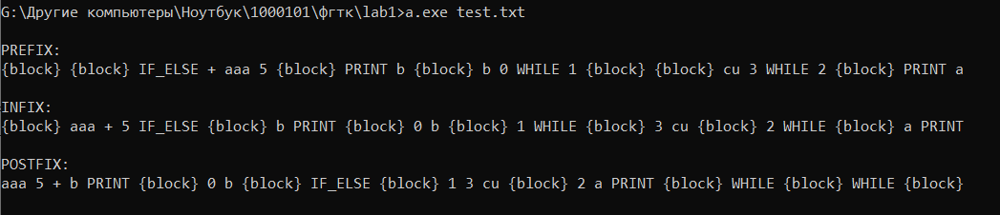 G:\Другие компьютеры\Ноутбук\1000101\фгтк\lab1>a.exe test.txt
PREFIX:
{block} {block} IF_ELSE + aaa 5 {block} PRINT b {block} b 0 WHILE 1 {block} {block} cu 3 WHILE 2 {block} PRINT a
INFIX:
{block} aaa + 5 IF_ELSE {block} b PRINT {block} 0 b {block} 1 WHILE {block} 3 cu {block} 2 WHILE {block} a PRINT
POSTFIX:
aaa 5 + b PRINT {block} 0 b {block} IF_ELSE {block} 1 3 cu {block} 2 a PRINT {block} WHILE {block} WHILE {block}